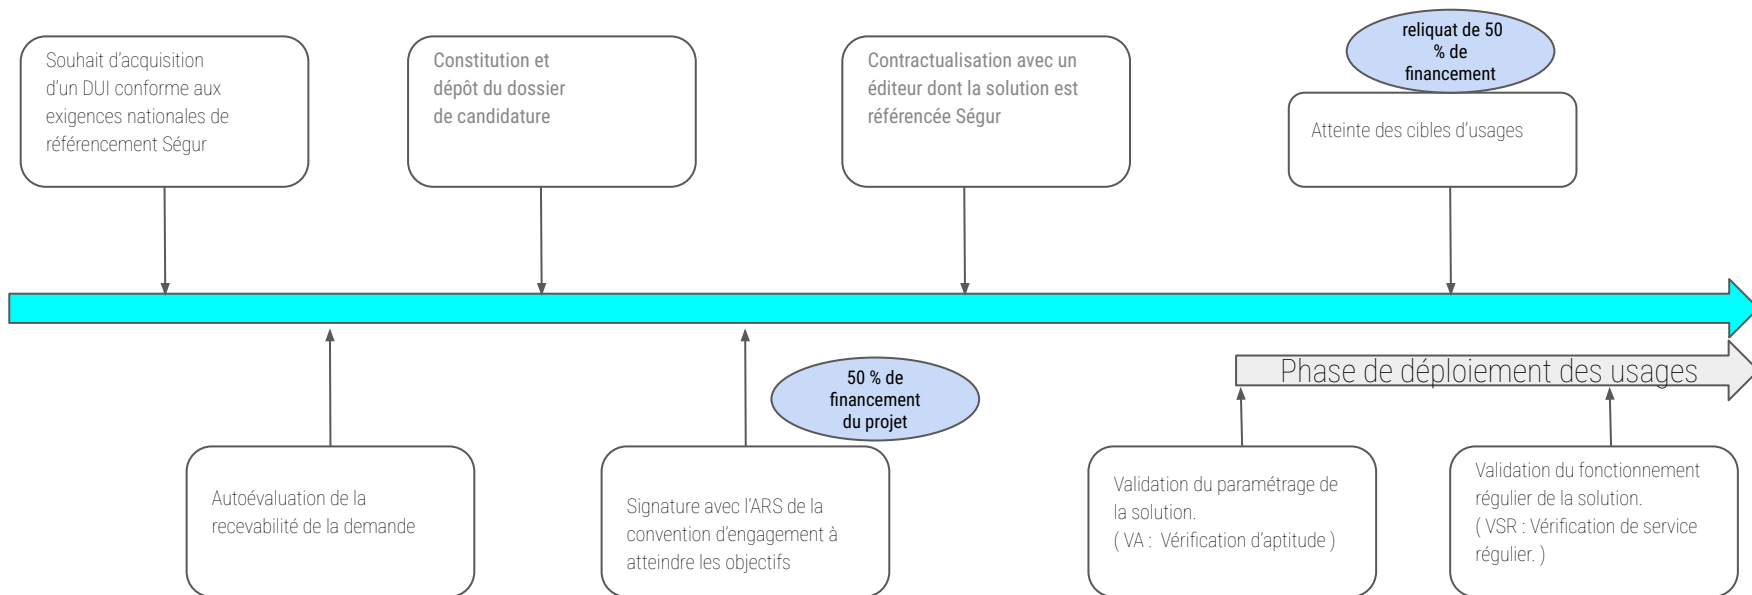 Souhait d'acquisition
d'un DUI conforme aux
exigences nationales de
référencement Ségur
Constitution et
dépôt du dossier
de candidature
Contractualisation avec un
éditeur dont la solution est
référencée Ségur
reliquat de 50
% de
financement
Atteinte des cibles d'usages
Phase de déploiement des usages
50 % de
financement
du projet
Autoévaluation de la
recevabilité de la demande
Signature avec l'ARS de la
convention d'engagement à
atteindre les objectifs
Validation du paramétrage de
la solution.
( VA :  Vérification d'aptitude )
Validation du fonctionnement
régulier de la solution.
( VSR : Vérification de service
régulier. )